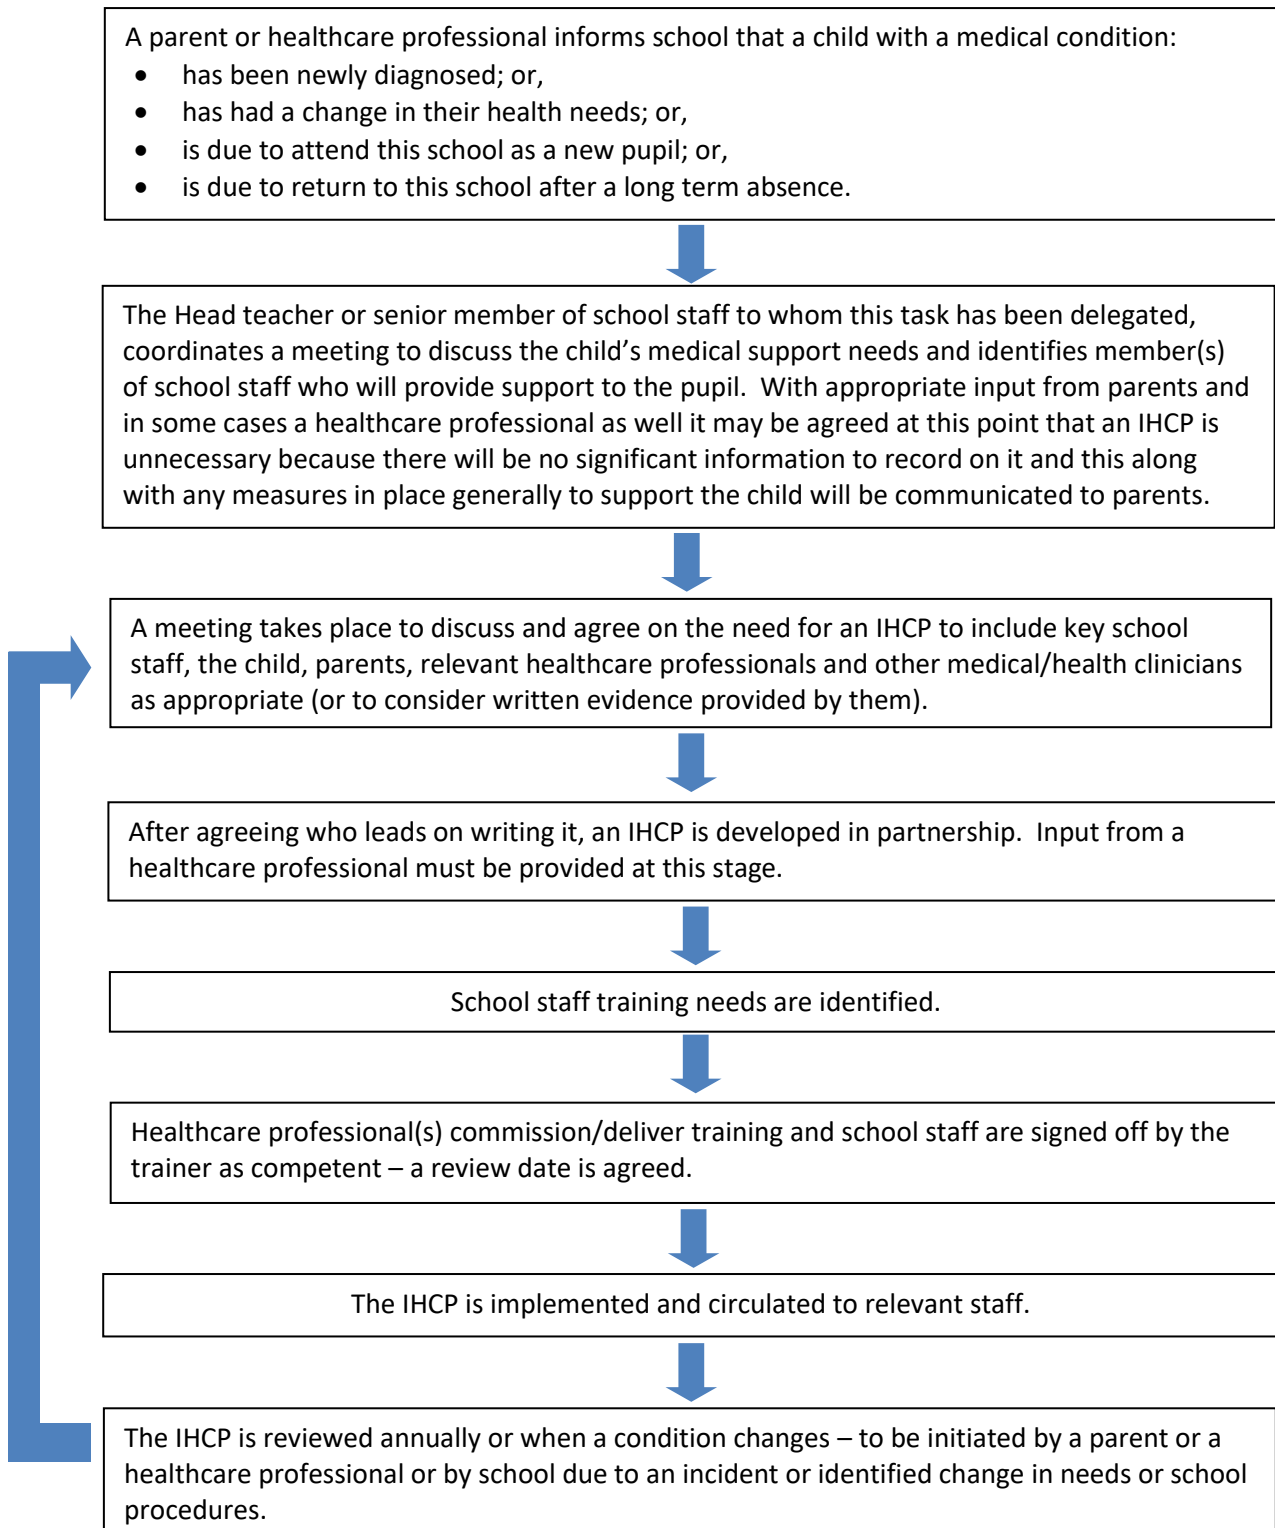 A parent or healthcare professional informs school that a child with a medical condition:
• has been newly diagnosed; or,
• has had a change in their health needs; or,
• is due to attend this school as a new pupil; or,
• is due to return to this school after a long term absence.
The Head teacher or senior member of school staff to whom this task has been delegated,
coordinates a meeting to discuss the child’s medical support needs and identifies member(s)
of school staff who will provide support to the pupil.  With appropriate input from parents and
in some cases a healthcare professional as well it may be agreed at this point that an IHCP is
unnecessary because there will be no significant information to record on it and this along
with any measures in place generally to support the child will be communicated to parents.
A meeting takes place to discuss and agree on the need for an IHCP to include key school
staff, the child, parents, relevant healthcare professionals and other medical/health clinicians
as appropriate (or to consider written evidence provided by them).
After agreeing who leads on writing it, an IHCP is developed in partnership.  Input from a
healthcare professional must be provided at this stage.
School staff training needs are identified.
Healthcare professional(s) commission/deliver training and school staff are signed off by the
trainer as competent – a review date is agreed.
The IHCP is implemented and circulated to relevant staff.
The IHCP is reviewed annually or when a condition changes – to be initiated by a parent or a
healthcare professional or by school due to an incident or identified change in needs or school
procedures.